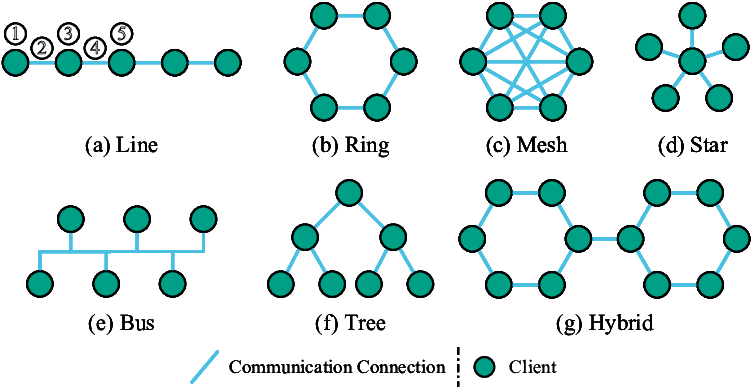 ① ② ③ ④ ⑤
(a) Line
(b) Ring
(c) Mesh
(d) Star
(e) Bus
(f) Tree
(g) Hybrid
Communication Connection
Client